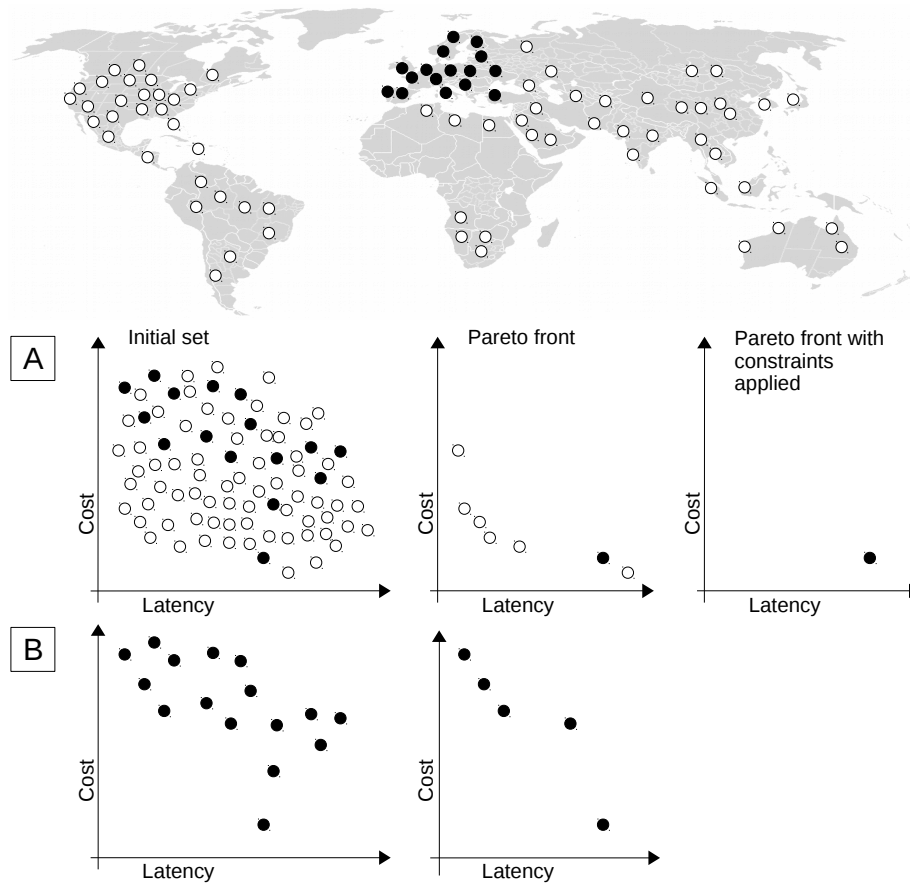 A
Initial set
Pareto front
Pareto front with
constraints
applied
Cost
Latency
Cost
Latency
Cost
Latency
B
Cost
Latency
Cost
Latency